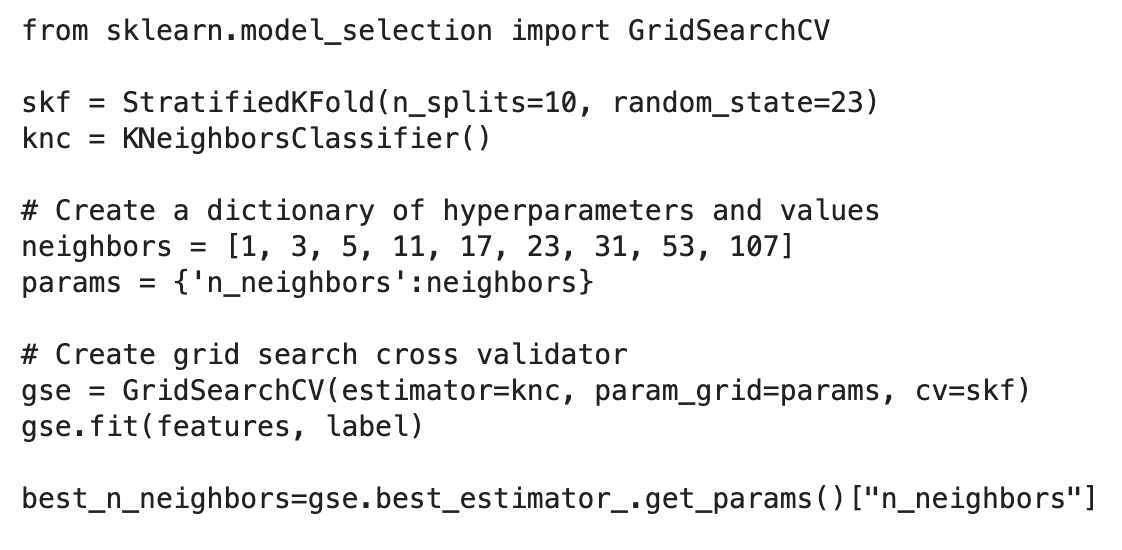 from sklearn.model_selection import GridSearchCV
skf = StratifiedKFold(n_splits=10, random_state=23)
knc = KNeighborsClassifier()
# Create a dictionary of hyperparameters and values
neighbors = [1, 3, 5, 11, 17, 23, 31, 53, 107]
params = {'n_neighbors':neighbors}
# Create grid search cross validator
gse = GridSearchCV(estimator=knc, param_grid=params, cv=skf)
gse.fit(features, label)
best_n_neighbors=gse.best_estimator_.get_params()["n_neighbors"]